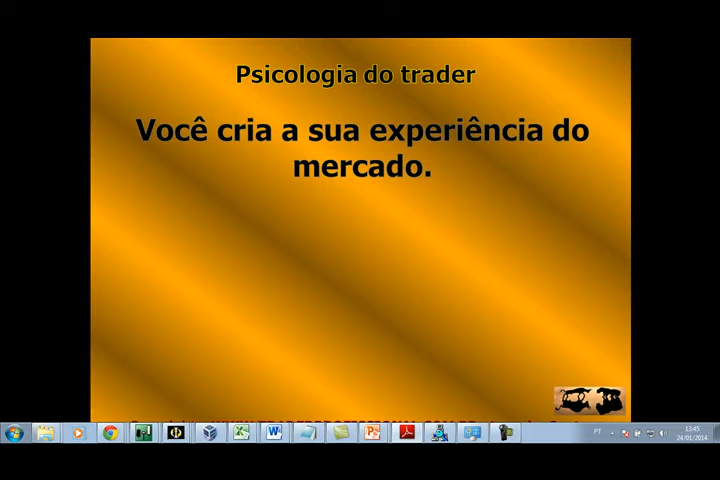 Psicologia do trader
Você cria a sua experiência do
mercado.
PT
13:45
24/01/2014